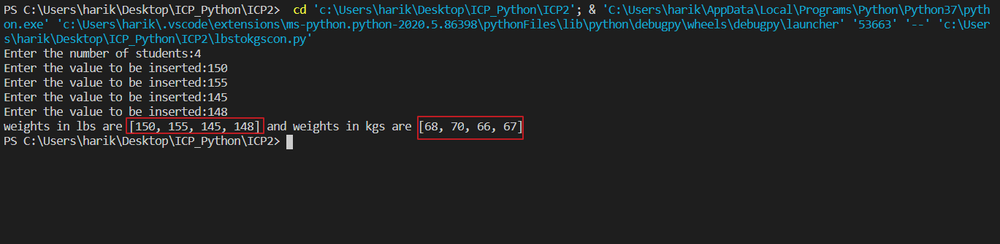 PS C:\Users\harik\Desktop\ICP_Python\ICP2>  cd 'c:\Users\harik\Desktop\ICP_Python\ICP2'; & 'C:\Users\harik\AppData\Local\Programs\Python\Python37\pyth
on.exe' 'c:\Users\harik\.vscode\extensions\ms-python.python-2020.5.86398\pythonFiles\lib\python\debugpy\wheels\debugpy\launcher' '53663' '--' 'c:\User
s\harik\Desktop\ICP_Python\ICP2\lbstokgscon.py'
Enter the number of students:4
Enter the value to be inserted:150
Enter the value to be inserted:155
Enter the value to be inserted:145
Enter the value to be inserted:148
weights in lbs are [150, 155, 145, 148] and weights in kgs are [68, 70, 66, 67]
PS C:\Users\harik\Desktop\ICP_Python\ICP2>